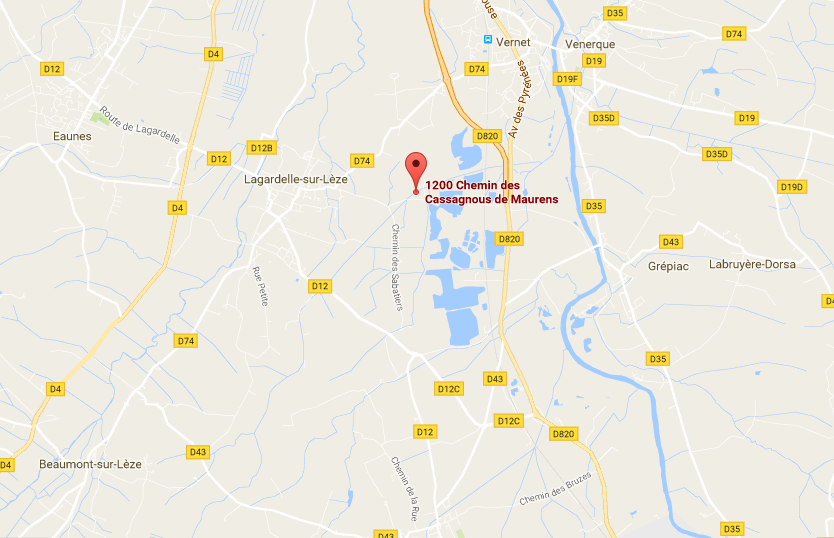 ouse
D35
D74
Vernet
Venerque
D4
D19
D12
D74
D19F
Av des Pyrénées
Route de Lagardelle
D35D
D19
Eaunes
D820
D12B
D12
D74
D35D
Lagardelle-sur-Lèze
1200 Chemin des
Cassagnous de Maurens
D19D
D4
D35
D820
D43
Chemin des Sabatiers
Grépiac
Labruyère-Dorsa
Rue Petite
D12
D4
D74
D35
D43
D4
D12C
D12C
D12
D820
D43
D4
Beaumont-sur-Lèze
Chemin de la Rue
Chemin des Bruzes
D35
D43